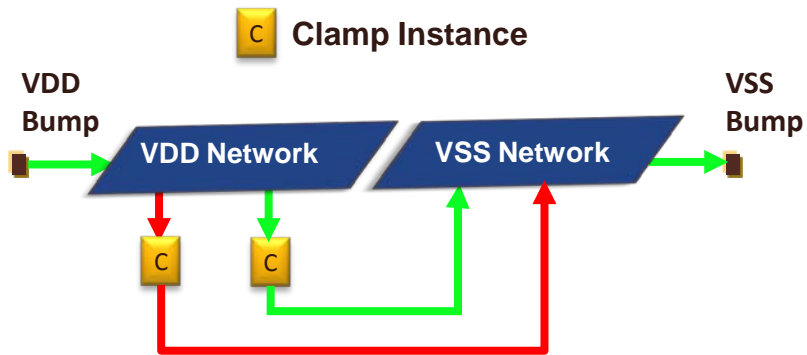 C Clamp Instance
VDD
Bump
VSS
Bump
VDD Network
VSS Network
C
C